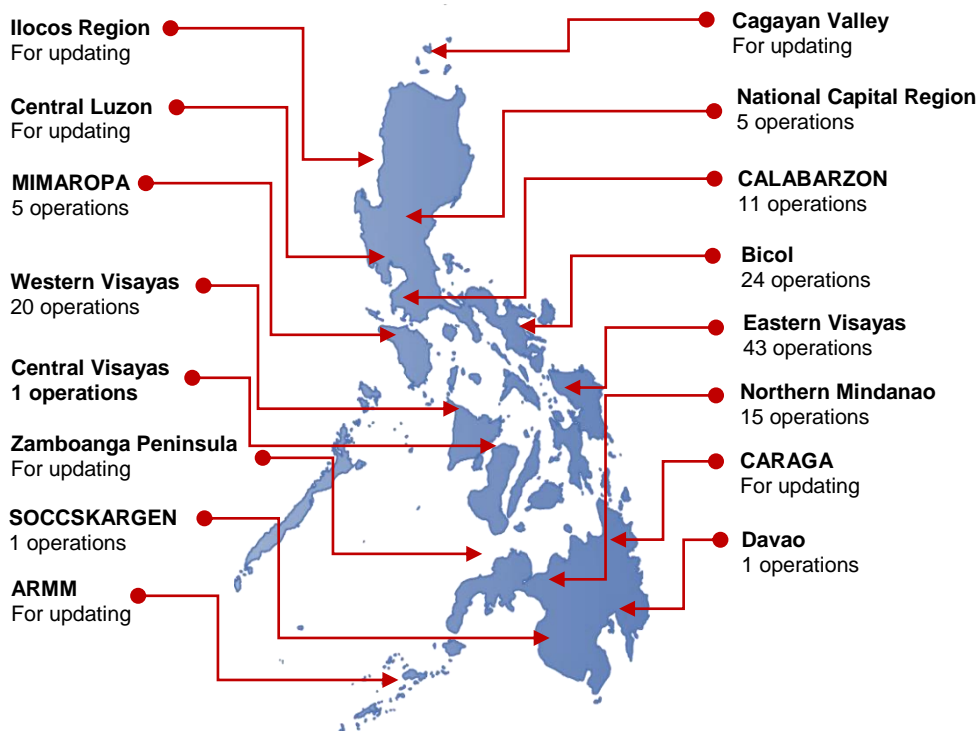 Ilocos Region
For updating
Central Luzon
For updating
MIMAROPA
5 operations
Western Visayas
20 operations
Central Visayas
1 operations
Zamboanga Peninsula
For updating
SOCCSKARGEN
1 operations
ARMM
For updating
Cagayan Valley
For updating
National Capital Region
5 operations
CALABARZON
11 operations
Bicol
24 operations
Eastern Visayas
43 operations
Northern Mindanao
15 operations
CARAGA
For updating
Davao
1 operations